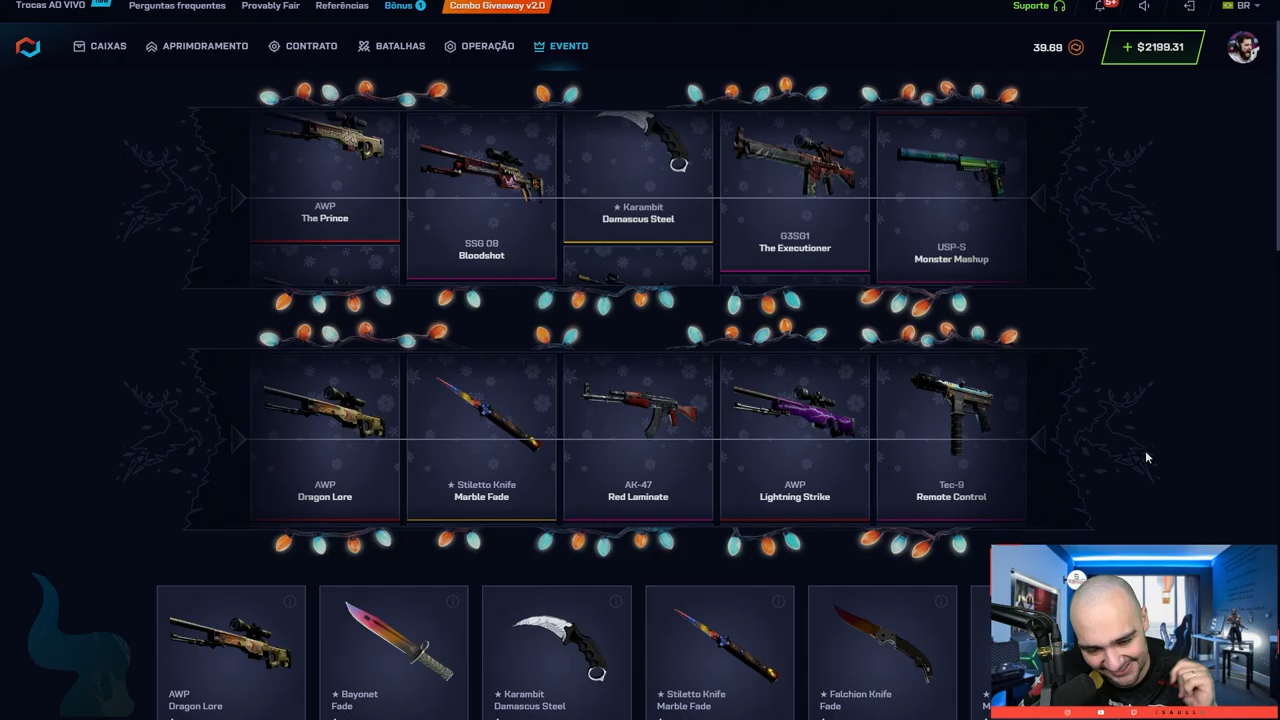 Trocas AO VIVO
Perguntas frequentes
Provably Fair
Referências
Bônus 1
Combo Giveaway v2.0
Suporte
5+
BR
CAIXAS
APRIMORAMENTO
CONTRATO
BATALHAS
OPERAÇÃO
EVENTO
39.69
+ $2199.31
AWP
The Prince
SSG 08
Bloodshot
★ Karambit
Damascus Steel
G3SG1
The Executioner
USP-S
Monster Mashup
AWP
Dragon Lore
★ Stiletto Knife
Marble Fade
AK-47
Red Laminate
AWP
Lightning Strike
Tec-9
Remote Control
AWP
Dragon Lore
★ Bayonet
Fade
★ Karambit
Damascus Steel
★ Stiletto Knife
Marble Fade
★ Falchion Knife
Fade